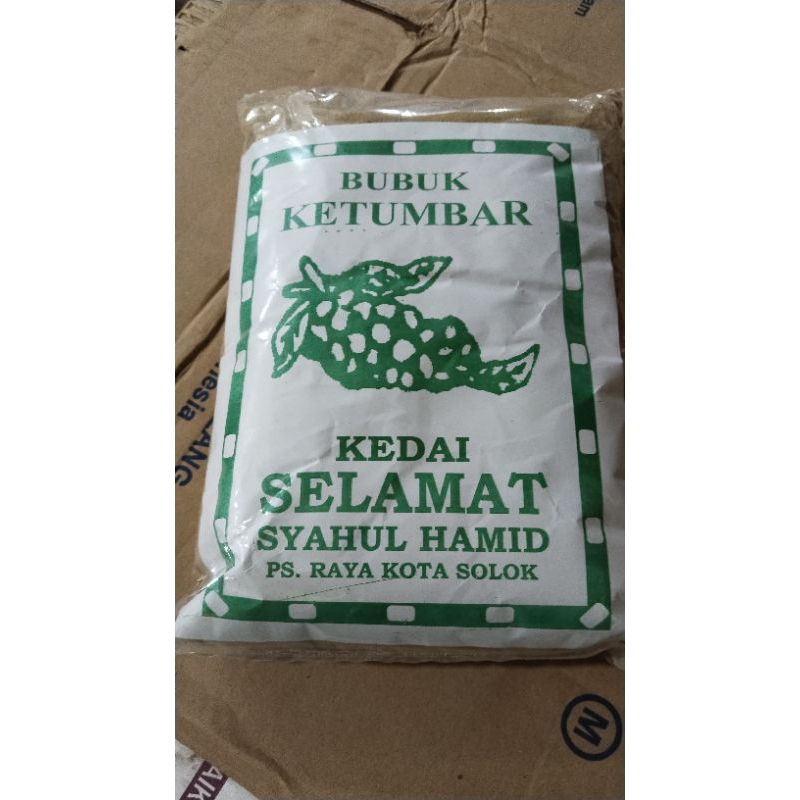 BUBUK
KETUMBAR
KEDAI
SELAMAT
SYAHUL HAMID
PS. RAYA KOTA SOLOK
M